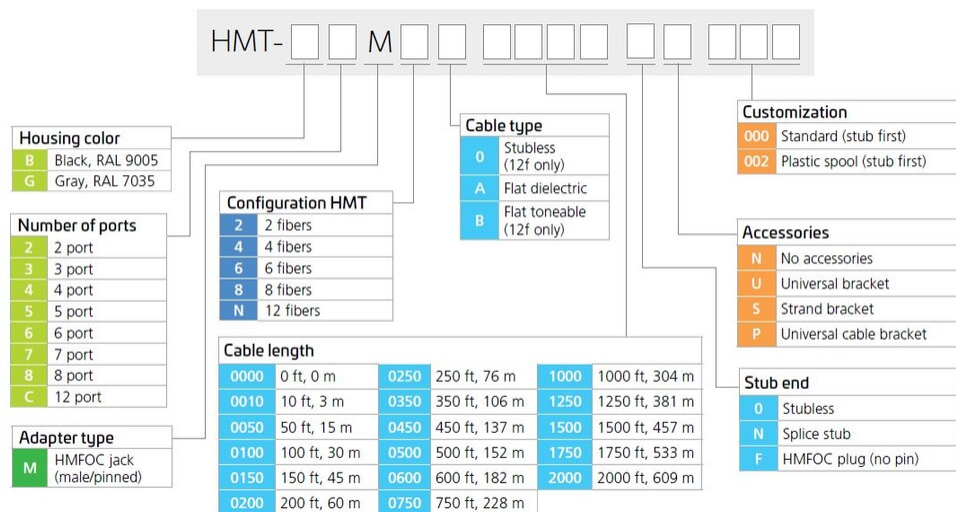 HMT- M
Housing color
B Black, RAL 9005
G Gray, RAL 7035
Number of ports
2 2 port
3 3 port
4 4 port
5 5 port
6 6 port
7 7 port
8 8 port
C 12 port
Adapter type
M HMFOC jack
(male/pinned)
Configuration HMT
2 2 fibers
4 4 fibers
6 6 fibers
8 8 fibers
N 12 fibers
Cable type
0 Stubless
(12f only)
A Flat dielectric
B Flat toneable
(12f only)
Cable length
0000 0 ft, 0 m 0250 250 ft, 76 m 1000 1000 ft, 304 m
0010 10 ft, 3 m 0350 350 ft, 106 m 1250 1250 ft, 381 m
0050 50 ft, 15 m 0450 450 ft, 137 m 1500 1500 ft, 457 m
0100 100 ft, 30 m 0500 500 ft, 152 m 1750 1750 ft, 533 m
0150 150 ft, 45 m 0600 600 ft, 182 m 2000 2000 ft, 609 m
0200 200 ft, 60 m 0750 750 ft, 228 m
Customization
000 Standard (stub first)
002 Plastic spool (stub first)
Accessories
N No accessories
U Universal bracket
S Strand bracket
P Universal cable bracket
Stub end
0 Stubless
N Splice stub
F HMFOC plug (no pin)